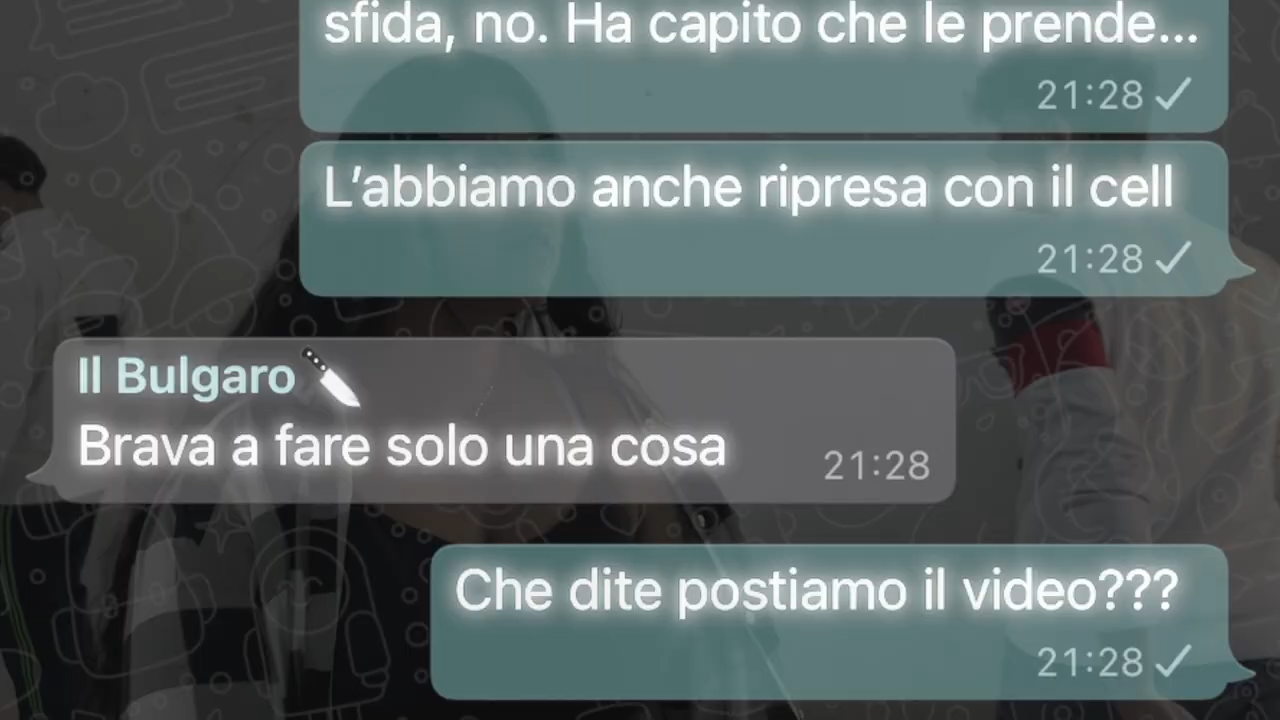 sfida, no. Ha capito che le prende...
21:28
L'abbiamo anche ripresa con il cell
21:28
Il Bulgaro🔪
Brava a fare solo una cosa
21:28
Che dite postiamo il video???
21:28